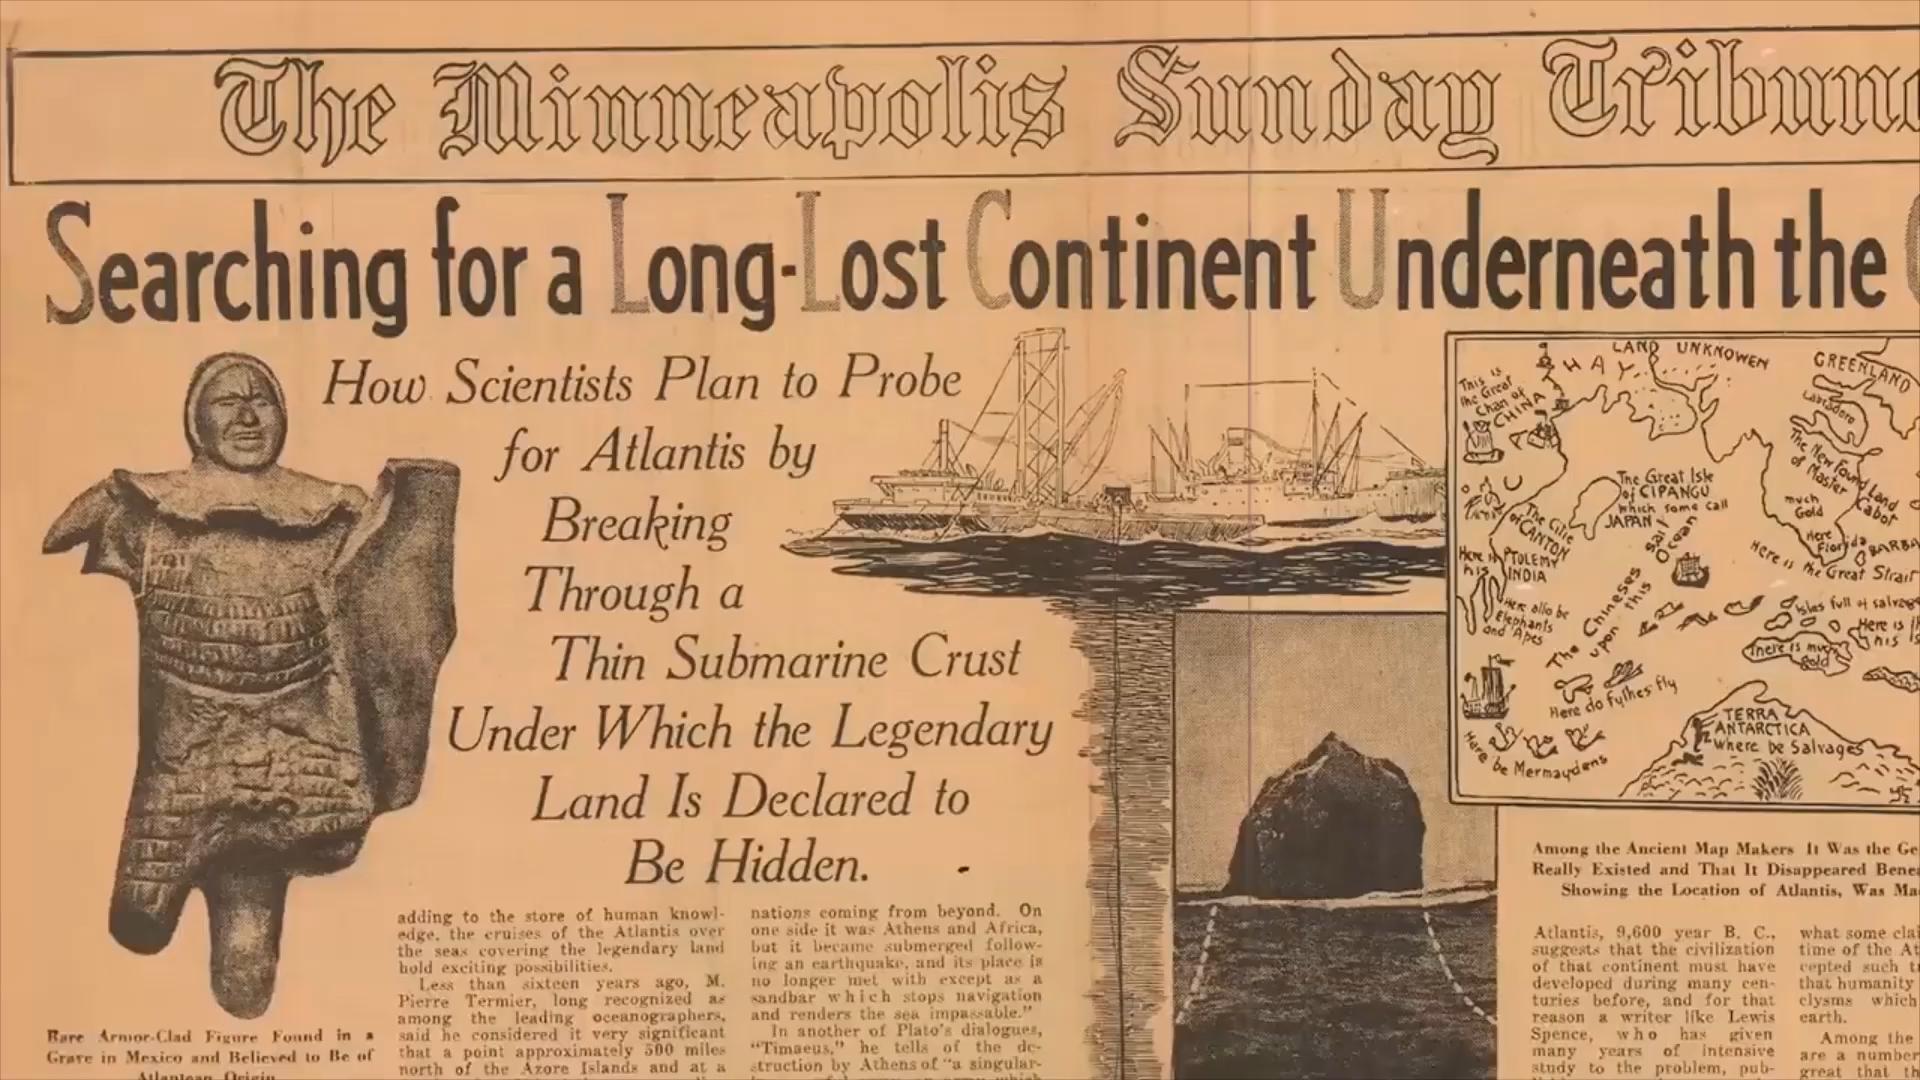 The Minneapolis Sunday
Searching for a Long-Lost Continent Underneath the
How Scientists Plan to Probe
for Atlantis by
Breaking
Through a
Thin Submarine Crust
Under Which the Legendary
Land Is Declared to
Be Hidden.
LAND UNKNOWEN
HAY
GREENLAND
Labradore
This is
the Great
Chan of
CHINA
The New Found Land
of Master Cabot
The Great Isle
of CIPANGU
which some call
JAPAN
much
Gold
The Citie
of CANTON
Here
Florida
Here is the Great Strait
Here is PTOLEMY
his INDIA
The Chineses sail
upon this Ocean
Here allo be
Elephants
and Apes
Isles full of
Here is
his
There is much
gold
Here do fylhes fly
TERRA
ANTARCTICA
Where be Salvages
Here be Mermaydens
Among the Ancient Map Makers It Was the
Really Existed and That It Disappeared
Showing the Location of Atlantis, Was
Rare Armor-Clad Figure Found in a
Grave in Mexico and Believed to Be of
Atlantean Origin
adding to the store of human knowl-
edge, the cruises of the Atlantis over
the seas covering the legendary land
hold exciting possibilities.
Less than sixteen years ago, M.
Pierre Termier, long recognized as
among the leading oceanographers,
said he considered it very significant
that a point approximately 500 miles
north of the Azore Islands and at a
nations coming from beyond. On
one side it was Athens and Africa,
but it became submerged follow-
ing an earthquake, and its place is
no longer met with except as a
sandbar which stops navigation
and renders the sea impassable."
In another of Plato's dialogues,
"Timaeus," he tells of the de-
struction by Athens of "a singular-
Atlantis, 9,600 year B. C.,
suggests that the civilization
of that continent must have
developed during many cen-
turies before, and for that
reason a writer like Lewis
Spence, who has given
many years of intensive
study to the problem, pub-
what some
time of the
cepted such
that humanity
clysms which
earth.
Among the
are a number
great that